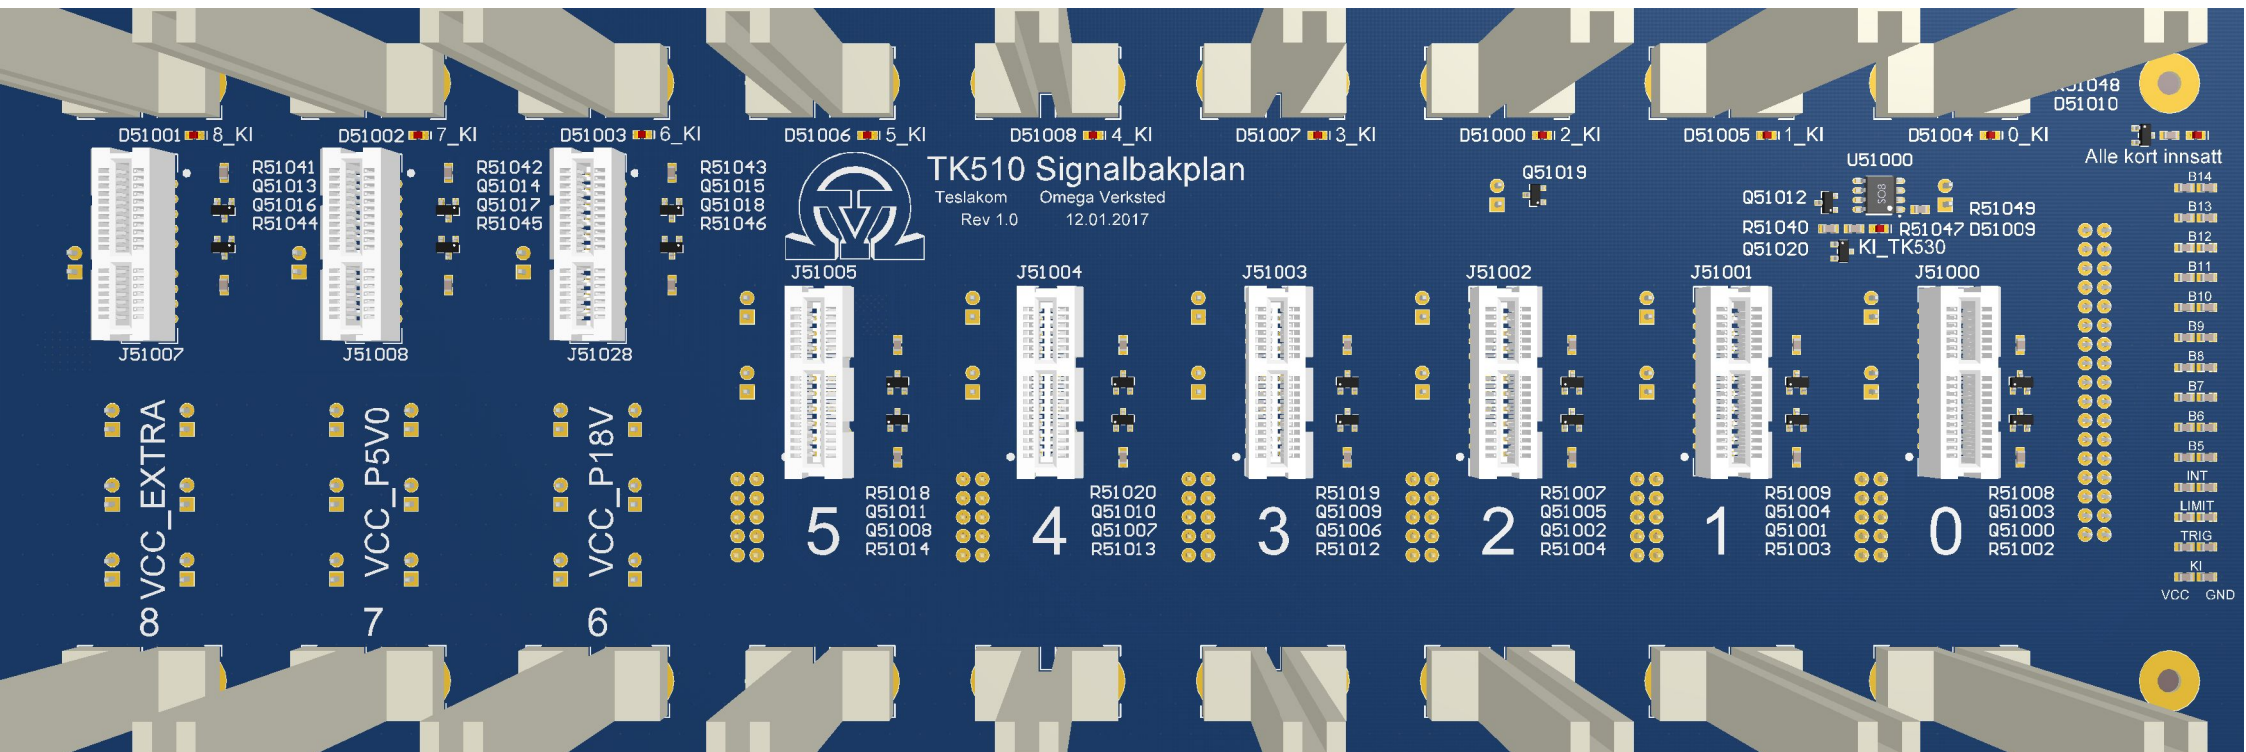 R51048
D51010
D51001 8_KI
D51002 7_KI
D51003 6_KI
D51006 5_KI
D51008 4_KI
D51007 3_KI
D51000 2_KI
D51005 1_KI
D51004 0_KI
Alle kort innsatt
R51041
Q51013
Q51016
R51044
R51042
Q51014
Q51017
R51045
R51043
Q51015
Q51018
R51046
TK510 Signalbakplan
Teslakom Omega Verksted
Rev 1.0 12.01.2017
Q51019
U51000
SO8
Q51012
R51049
R51040
R51047 D51009
Q51020
KI_TK530
J51007
J51008
J51028
J51005
J51004
J51003
J51002
J51001
J51000
B14
B13
B12
B11
B10
B9
B8
B7
B6
B5
INT
LIMIT
TRIG
KI
VCC GND
VCC_EXTRA
8
VCC_P5V0
7
VCC_P18V
6
5
R51018
Q51011
Q51008
R51014
4
R51020
Q51010
Q51007
R51013
3
R51019
Q51009
Q51006
R51012
2
R51007
Q51005
Q51002
R51004
1
R51009
Q51004
Q51001
R51003
0
R51008
Q51003
Q51000
R51002